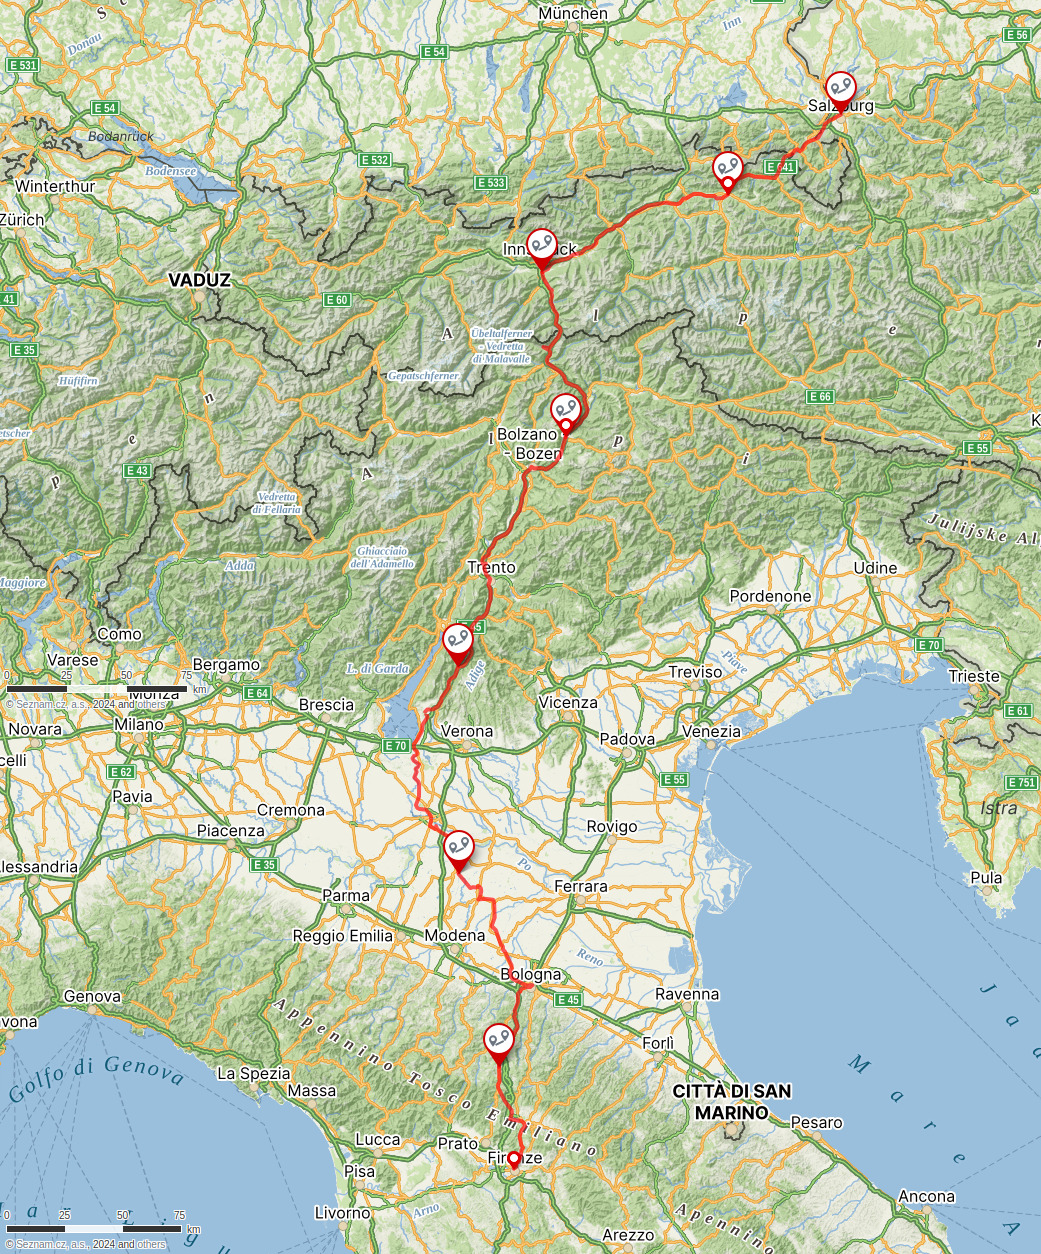 München
Inn
E 56
S e
Donau
E 54
E 531
Salzburg
E 54
Bodanrück
E 532
E 641
Bodensee
E 533
Winterthur
Zürich
Innsbruck
VADUZ
41
E 60
A
l
p
e
Übeltalferner
- Vedretta
di Malavalle
E 35
Gepatschferner
Hüfifirn
n
E 66
etscher
e
l
p
Bolzano
- Bozen
E 55
E 43
A
i
p
Vedretta
di Fellaria
Julijske Al
Ghiacciaio
dell'Adamello
Adda
Trento
Udine
Maggiore
Pordenone
Como
E 70
Varese
Bergamo
L. di Garda
Adige
Treviso
Piave
Trieste
0 25 50 75 km
Monza
E 64
© Seznam.cz, a.s., 2024 and others
Brescia
Vicenza
E 61
Novara
Milano
Verona
Padova
Venezia
E 70
celli
E 62
E 55
E 751
Pavia
Cremona
Istra
Piacenza
Rovigo
E 35
Po
Alessandria
Pula
Parma
Ferrara
Reggio Emilia
Modena
Reno
Bologna
Genova
E 45
Ravenna
J
avona
a
Forlì
Golfo di Genova
La Spezia
Massa
CITTÀ DI SAN
MARINO
M a r e
Appennino Tosco Emiliano
Pesaro
Lucca
Prato
Firenze
Pisa
Ancona
Livorno
Arno
A
0 25 50 75 km
Arezzo
Appennino
© Seznam.cz, a.s., 2024 and others